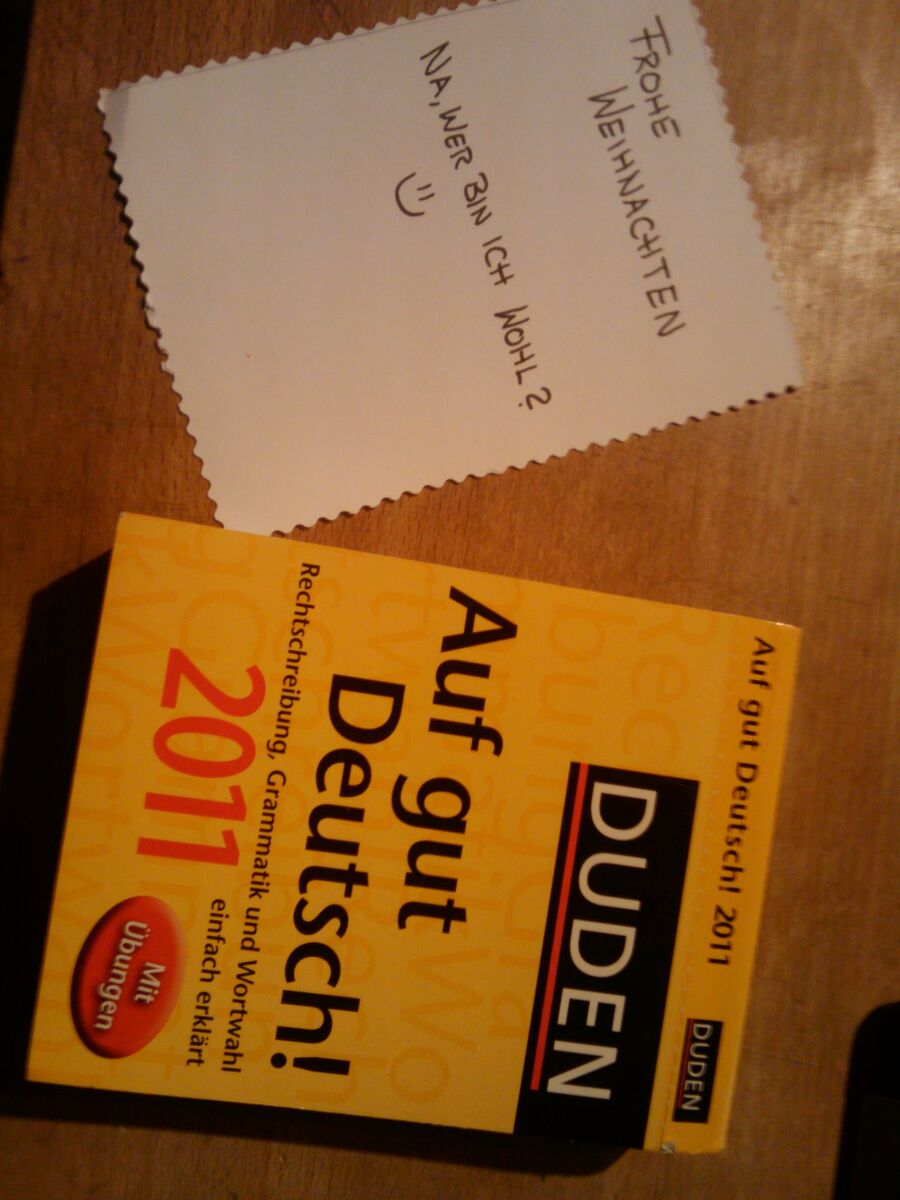 FROHE
WEIHNACHTEN
NA, WER BIN ICH WOHL?
Auf gut Deutsch! 2011
DUDEN
DUDEN
Auf gut
Deutsch!
Rechtschreibung, Grammatik und Wortwahl
einfach erklärt
2011
Mit
Übungen